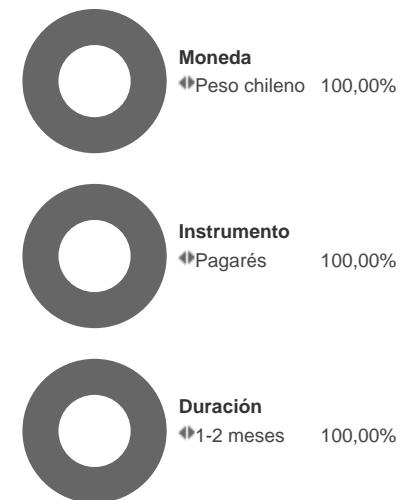 Moneda
Peso chileno 100,00%
Instrumento
Pagarés 100,00%
Duración
1-2 meses 100,00%